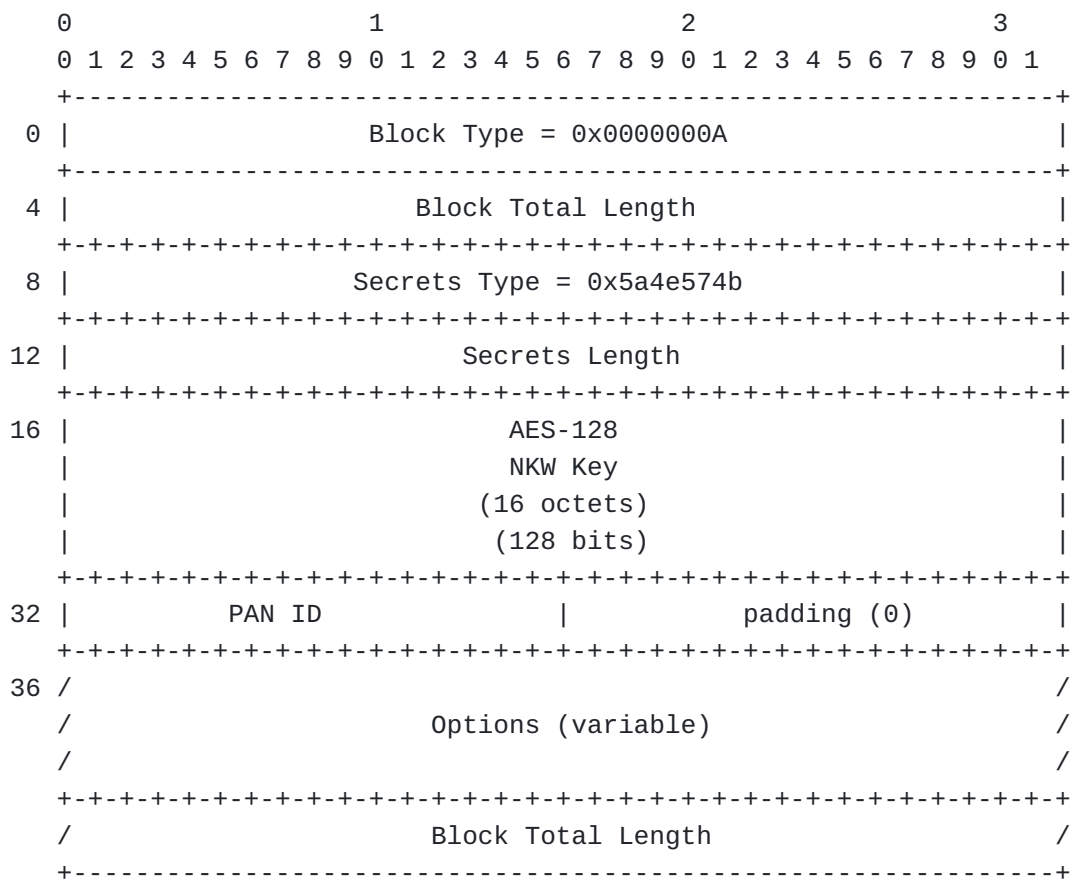 0                   1                   2                   3
    0 1 2 3 4 5 6 7 8 9 0 1 2 3 4 5 6 7 8 9 0 1 2 3 4 5 6 7 8 9 0 1
   +---------------------------------------------------------------+
 0 |                   Block Type = 0x0000000A                     |
   +---------------------------------------------------------------+
 4 |                      Block Total Length                       |
   +-+-+-+-+-+-+-+-+-+-+-+-+-+-+-+-+-+-+-+-+-+-+-+-+-+-+-+-+-+-+-+-+
 8 |                  Secrets Type = 0x5a4e574b                    |
   +-+-+-+-+-+-+-+-+-+-+-+-+-+-+-+-+-+-+-+-+-+-+-+-+-+-+-+-+-+-+-+-+
12 |                         Secrets Length                        |
   +-+-+-+-+-+-+-+-+-+-+-+-+-+-+-+-+-+-+-+-+-+-+-+-+-+-+-+-+-+-+-+-+
16 |                            AES-128                            |
   |                            NKW Key                            |
   |                          (16 octets)                          |
   |                           (128 bits)                          |
   +-+-+-+-+-+-+-+-+-+-+-+-+-+-+-+-+-+-+-+-+-+-+-+-+-+-+-+-+-+-+-+-+
32 |          PAN ID               |           padding (0)         |
   +-+-+-+-+-+-+-+-+-+-+-+-+-+-+-+-+-+-+-+-+-+-+-+-+-+-+-+-+-+-+-+-+
36 /                                                               /
   /                       Options (variable)                      /
   /                                                               /
   +-+-+-+-+-+-+-+-+-+-+-+-+-+-+-+-+-+-+-+-+-+-+-+-+-+-+-+-+-+-+-+-+
   /                       Block Total Length                      /
   +---------------------------------------------------------------+